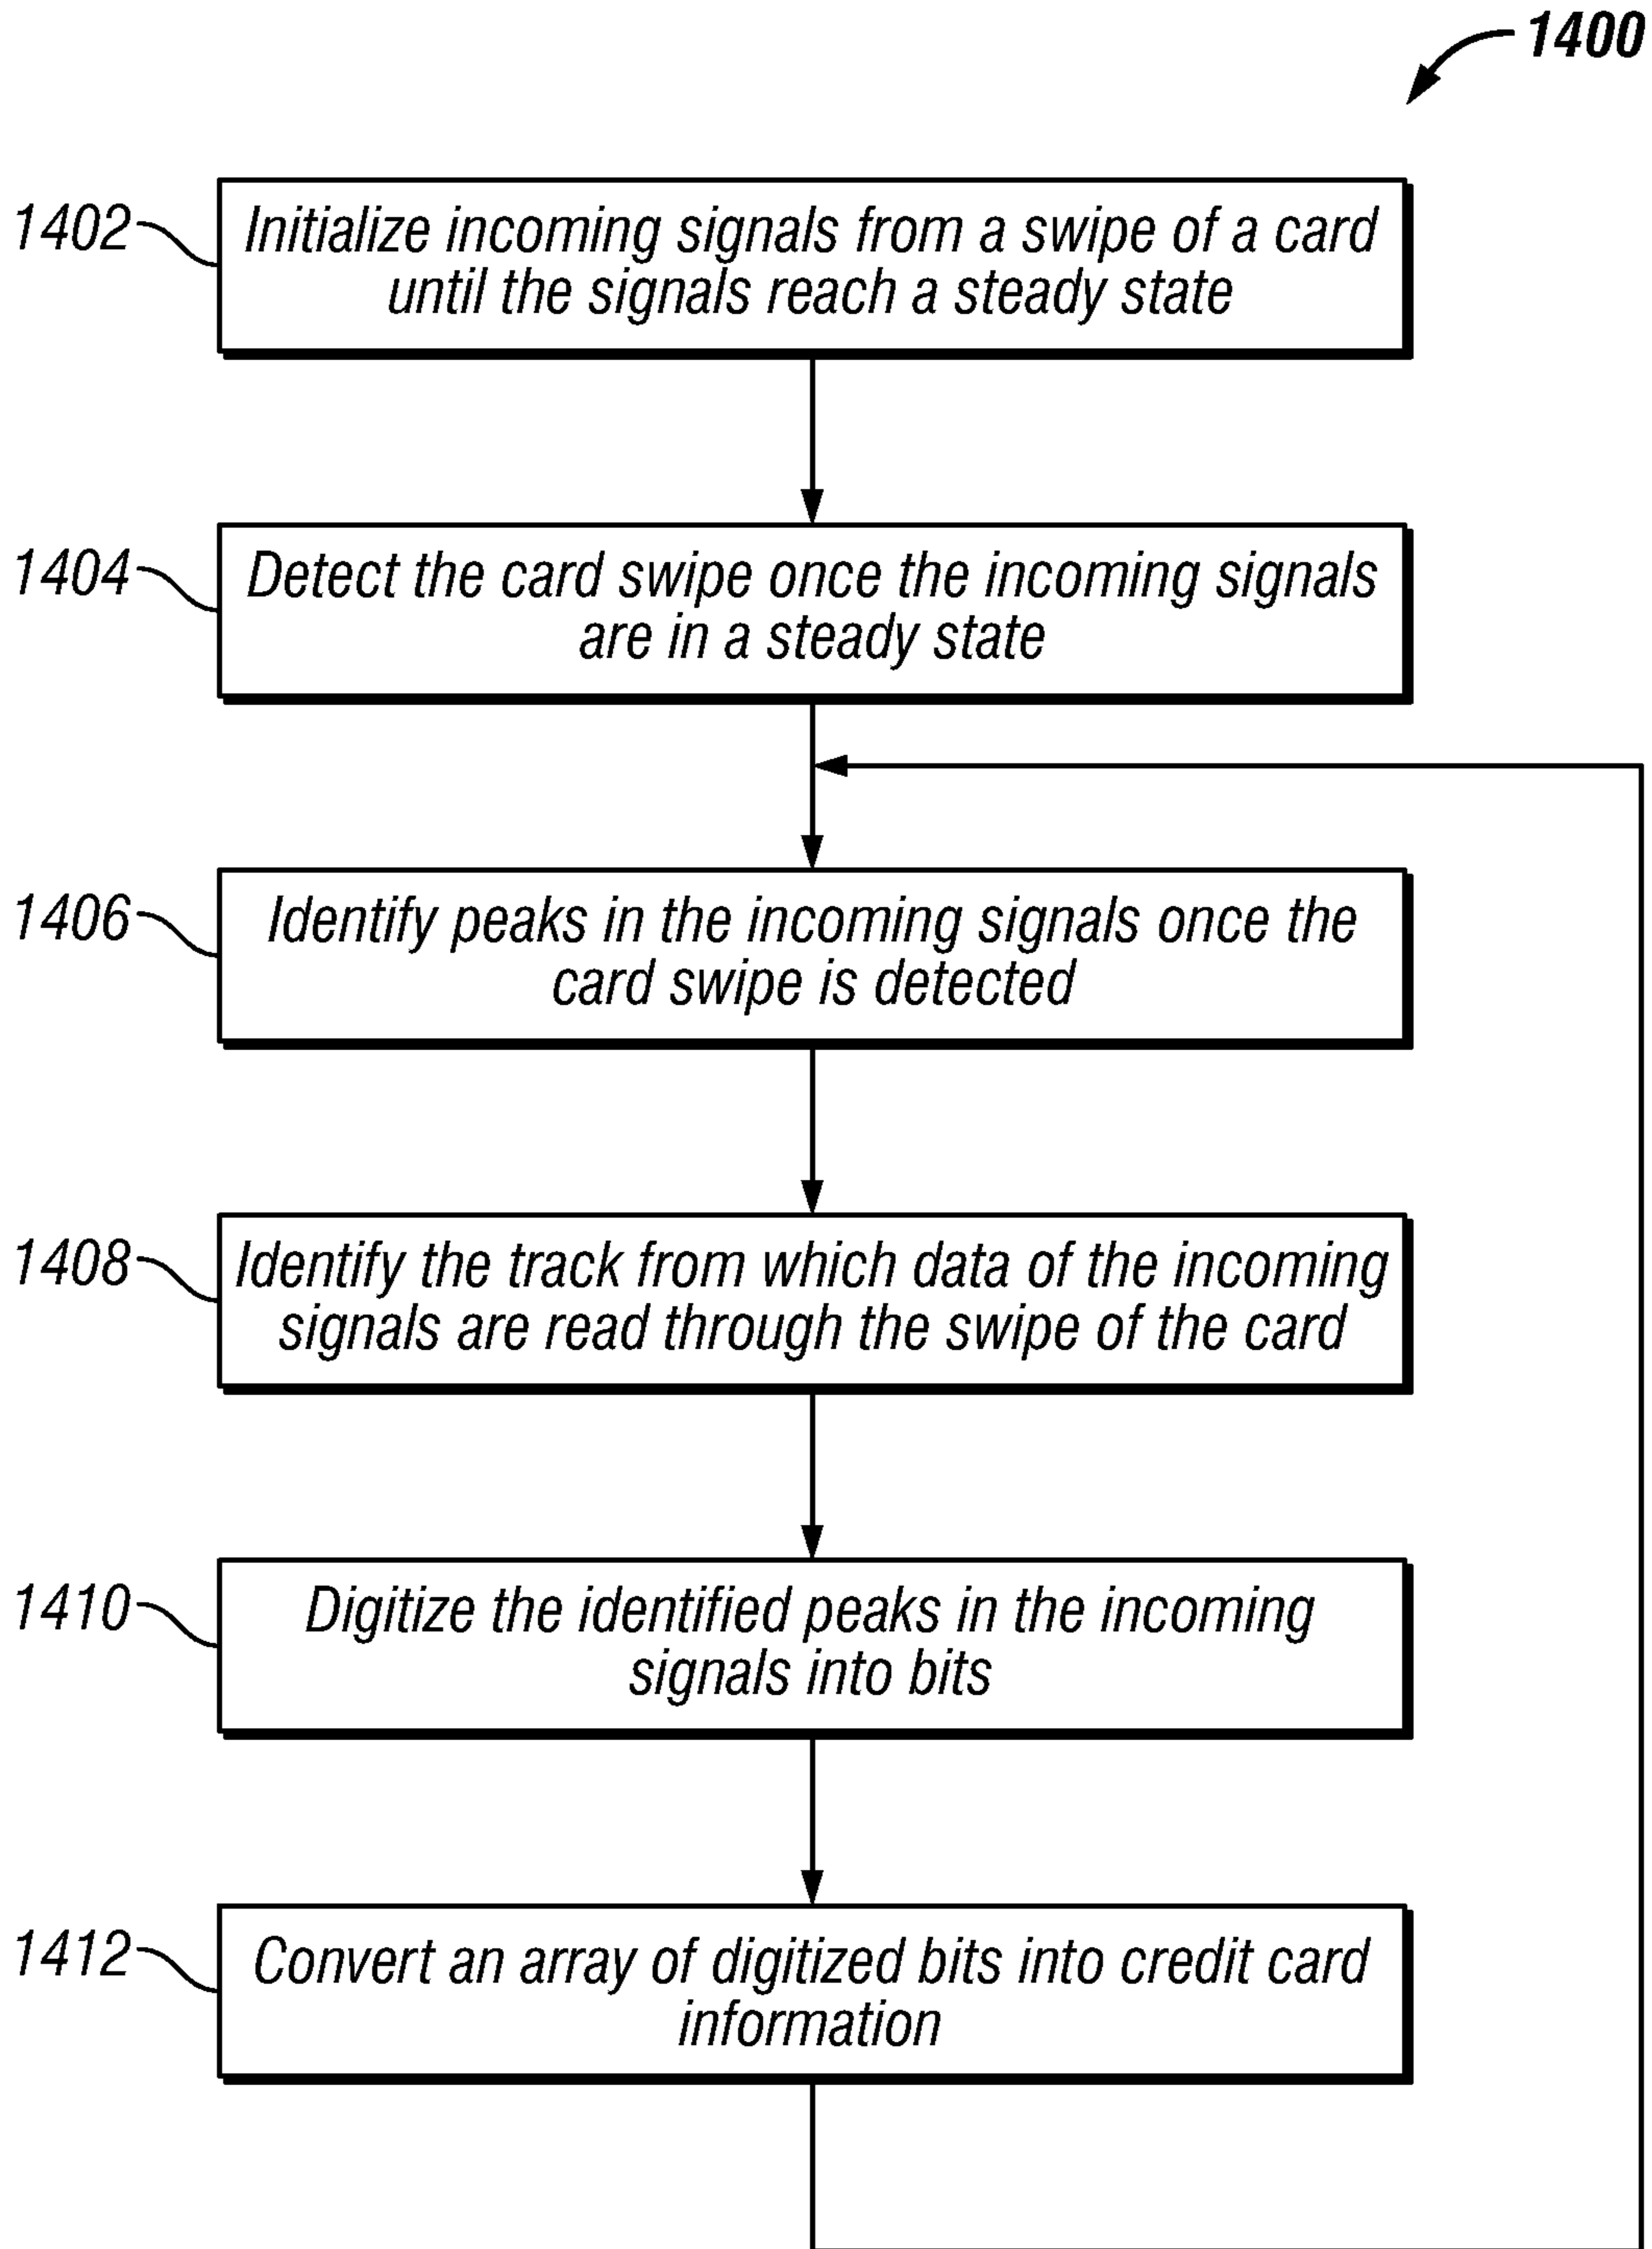 1400
1402
Initialize incoming signals from a swipe of a card
until the signals reach a steady state
1404
Detect the card swipe once the incoming signals
are in a steady state
1406
Identify peaks in the incoming signals once the
card swipe is detected
1408
Identify the track from which data of the incoming
signals are read through the swipe of the card
1410
Digitize the identified peaks in the incoming
signals into bits
1412
Convert an array of digitized bits into credit card
information